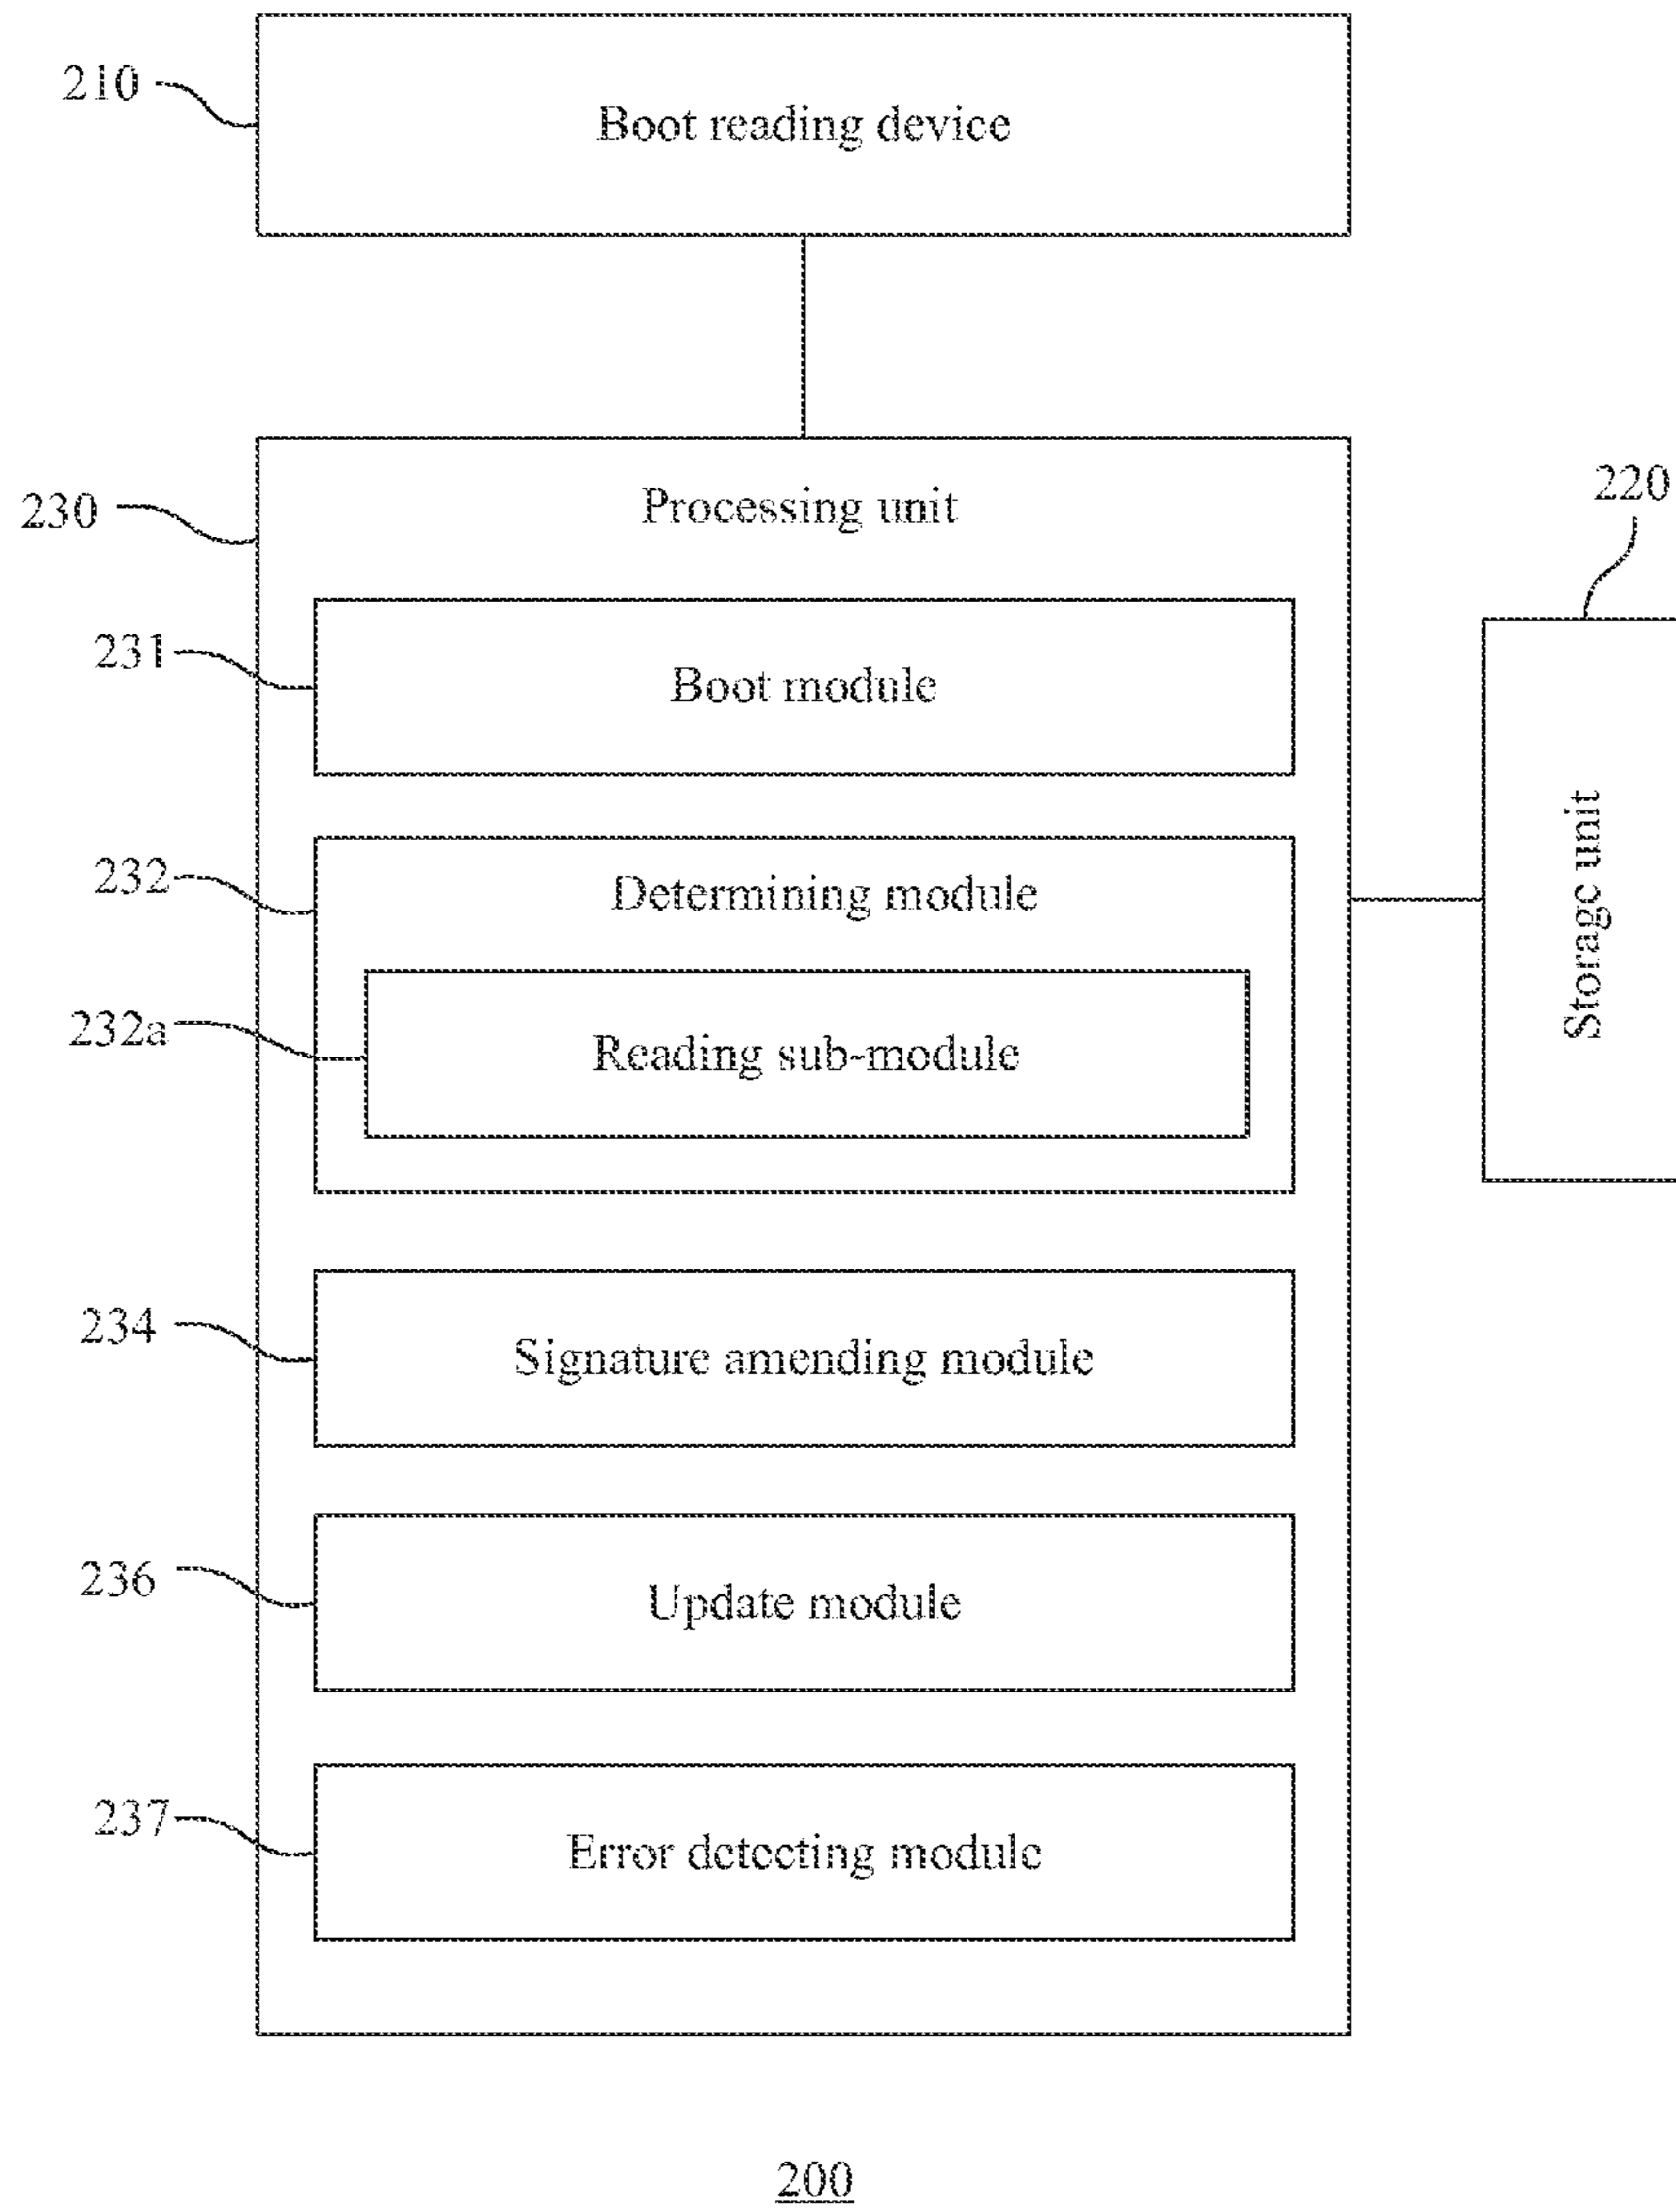 210
Boot reading device
230
Processing unit
220
231
Boot module
Storage unit
232
Determining module
232a
Reading sub-module
234
Signature amending module
236
Update module
237
Error detecting module
200